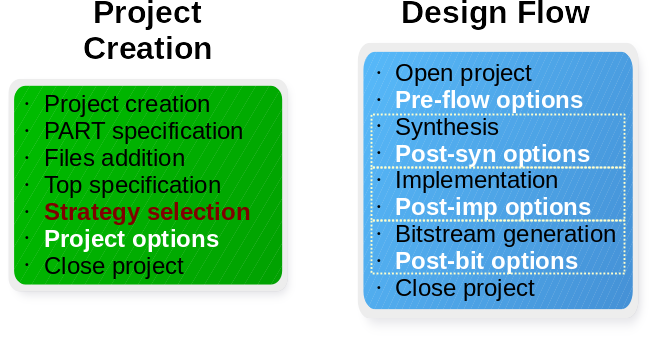 Project
Creation
· Project creation
· PART specification
· Files addition
· Top specification
· Strategy selection
· Project options
· Close project
Design Flow
· Open project
· Pre-flow options
· Synthesis
· Post-syn options
· Implementation
· Post-imp options
· Bitstream generation
· Post-bit options
· Close project